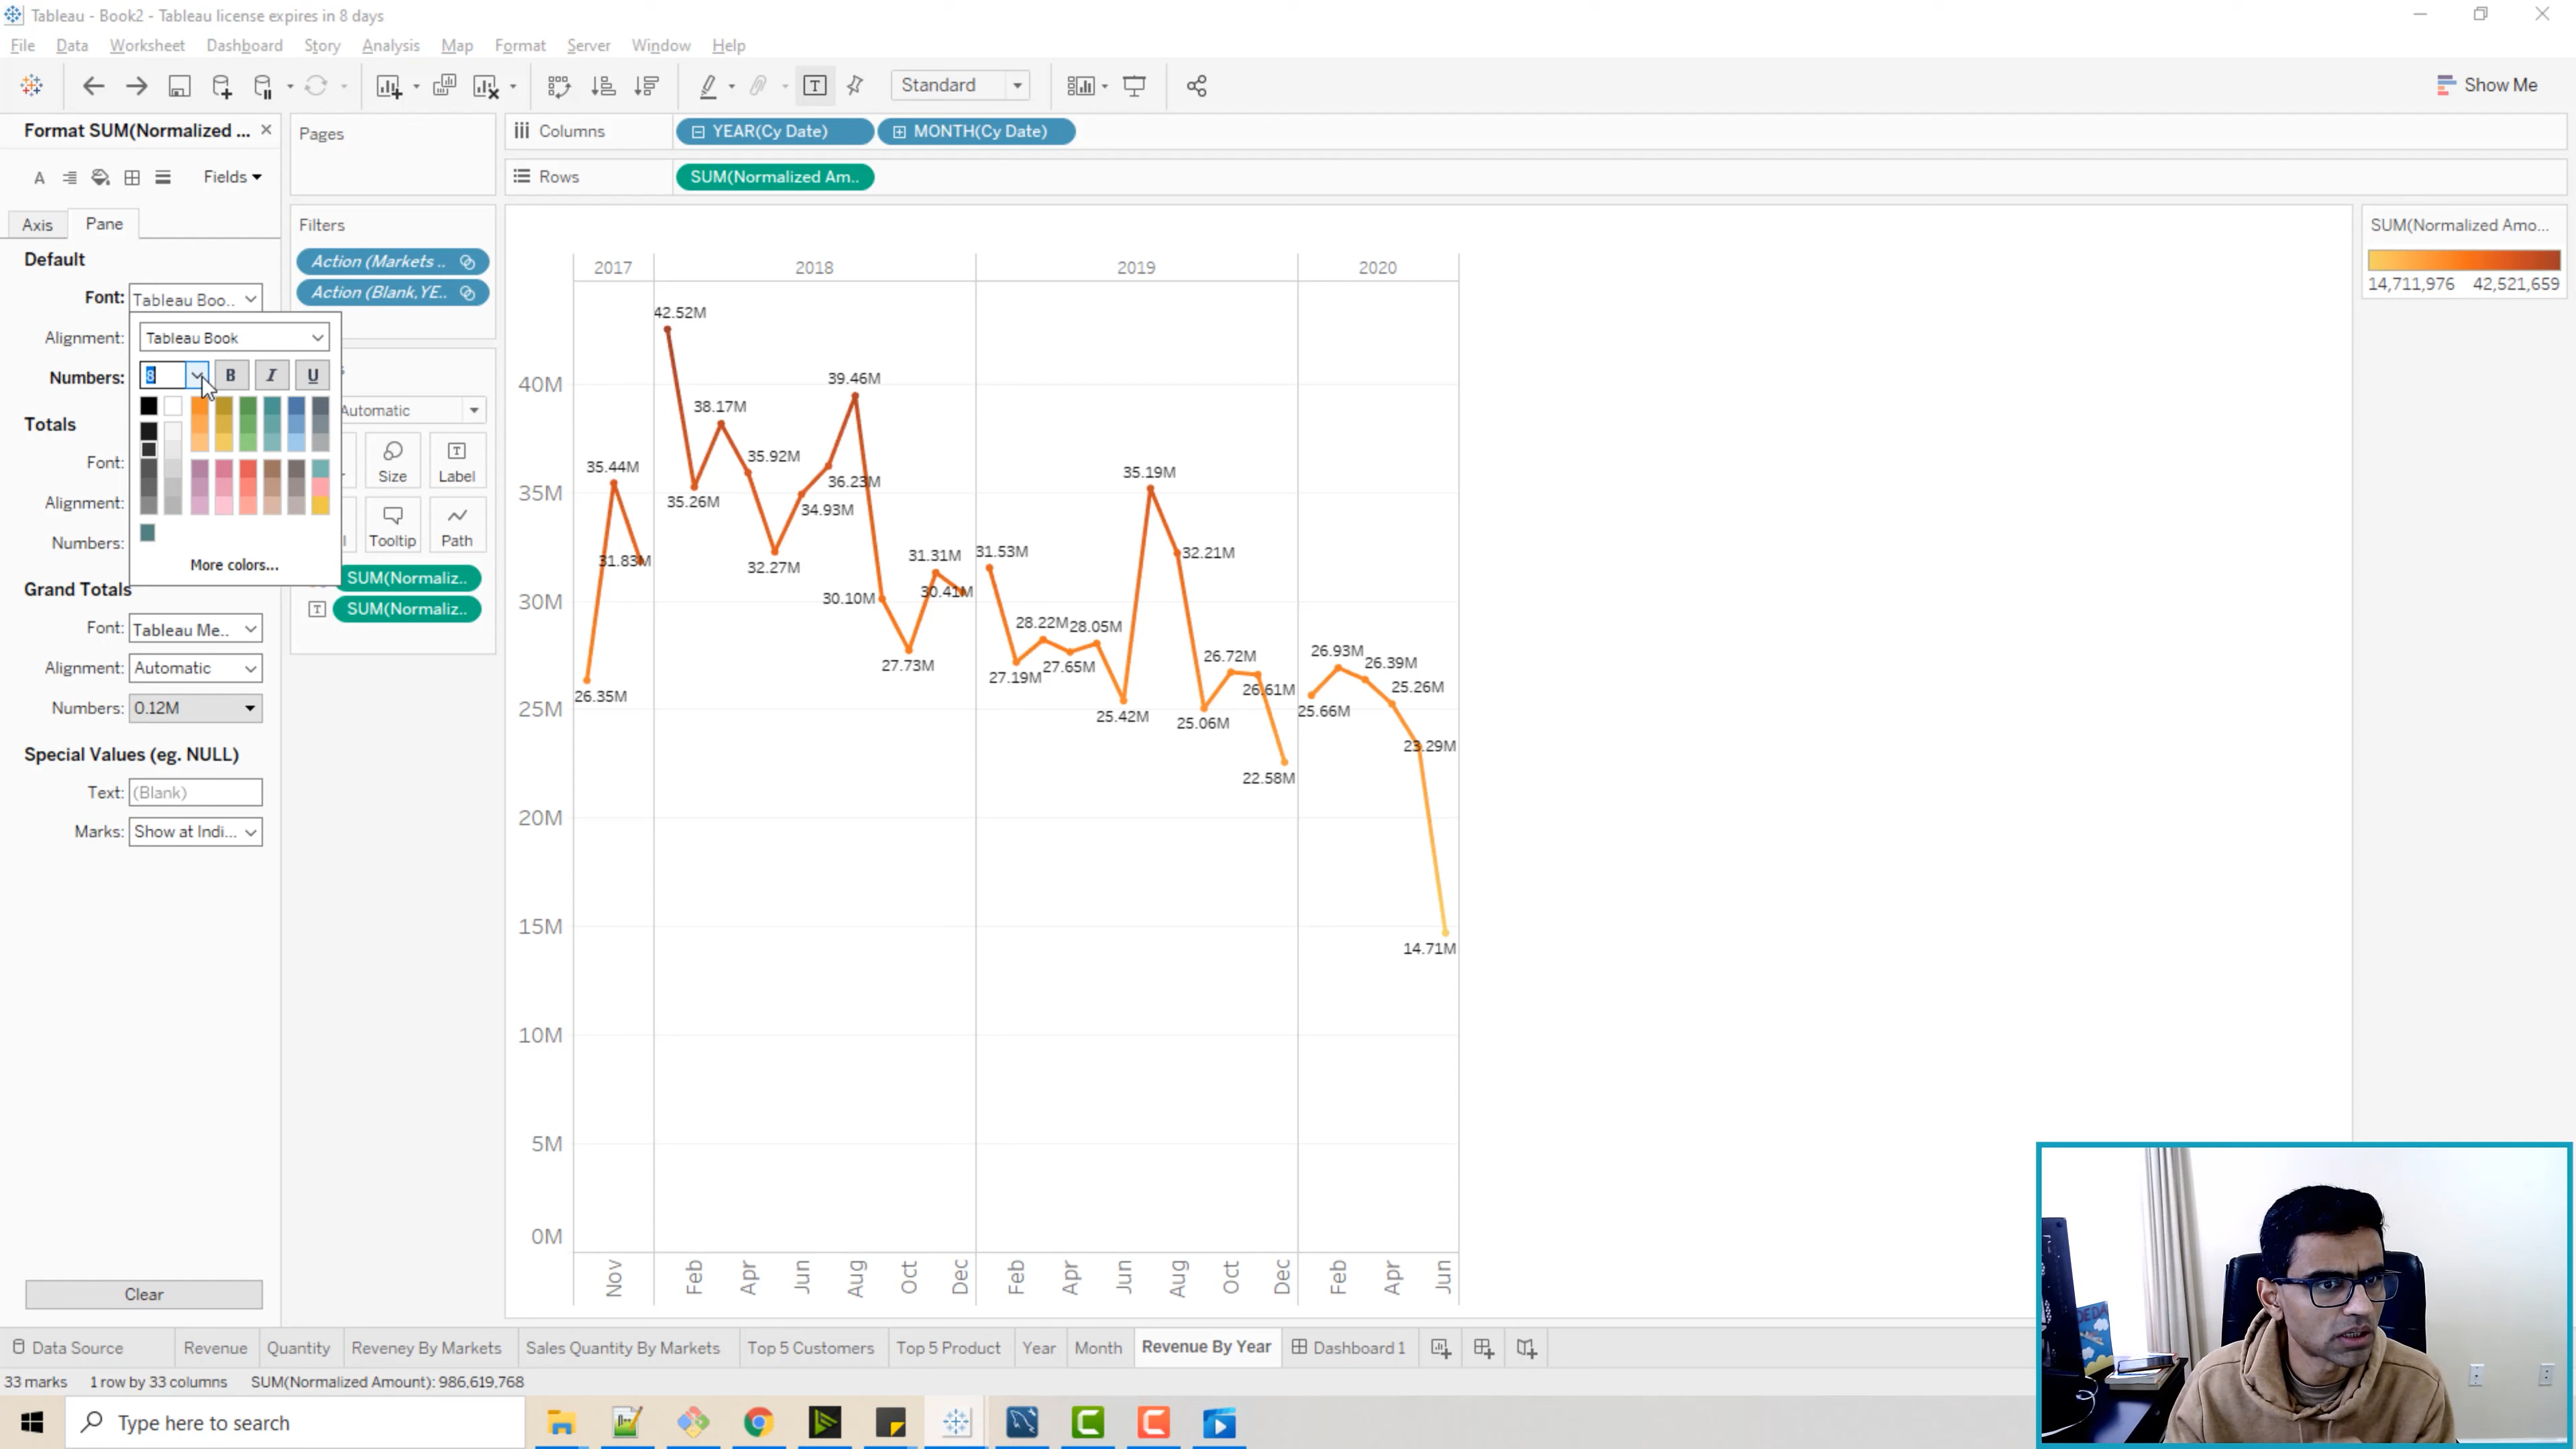 Tableau - Book2 - Tableau license expires in 8 days
File Data Worksheet Dashboard Story Analysis Map Format Server Window Help
Standard
Show Me
Format SUM(Normalized ...
Fields
Axis
Pane
Default
Font: Tableau Boo..
Alignment:
Tableau Book
Numbers:
8
B
I
U
Totals
Font:
Alignment:
Numbers:
More colors...
Grand Totals
Font: Tableau Me..
Alignment: Automatic
Numbers: 0.12M
Special Values (eg. NULL)
Text: (Blank)
Marks: Show at Indi...
Clear
Pages
Filters
Action (Markets ..
Action (Blank,YE..
Automatic
Size
Label
Tooltip
Path
SUM(Normaliz..
SUM(Normaliz..
Columns
YEAR(Cy Date)
MONTH(Cy Date)
Rows
SUM(Normalized Am..
2017 2018 2019 2020
40M
35M
30M
25M
20M
15M
10M
5M
0M
26.35M
35.44M
31.83M
42.52M
35.26M
38.17M
35.92M
32.27M
34.93M
36.23M
39.46M
30.10M
27.73M
31.31M
30.41M
31.53M
27.19M
28.22M
27.65M
28.05M
25.42M
35.19M
32.21M
25.06M
26.72M
26.61M
22.58M
25.66M
26.93M
26.39M
25.26M
23.29M
14.71M
Nov Feb Apr Jun Aug Oct Dec Feb Apr Jun Aug Oct Dec Feb Apr Jun
SUM(Normalized Amo...
14,711,976 42,521,659
Data Source Revenue Quantity Reveney By Markets Sales Quantity By Markets Top 5 Customers Top 5 Product Year Month Revenue By Year Dashboard 1
33 marks 1 row by 33 columns SUM(Normalized Amount): 986,619,768
Type here to search